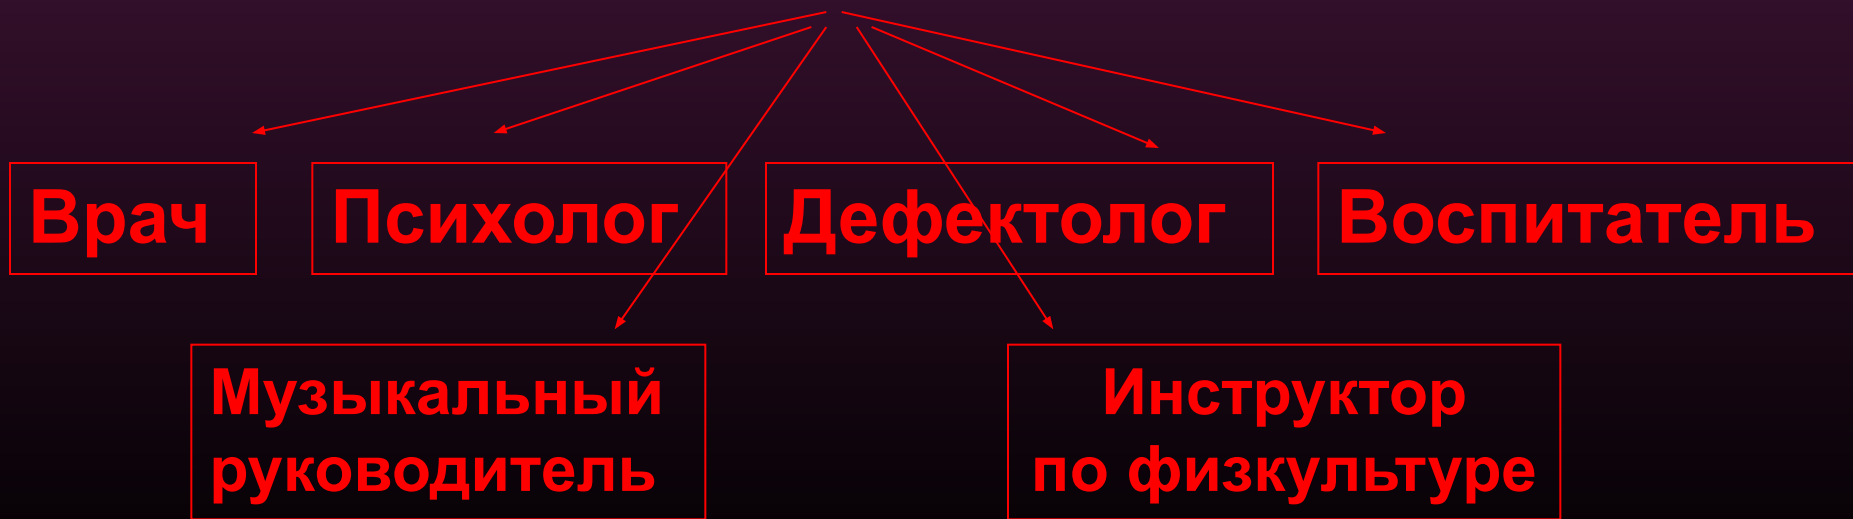 Врач
Психолог
Дефектолог
Воспитатель
Музыкальный
руководитель
Инструктор
по физкультуре